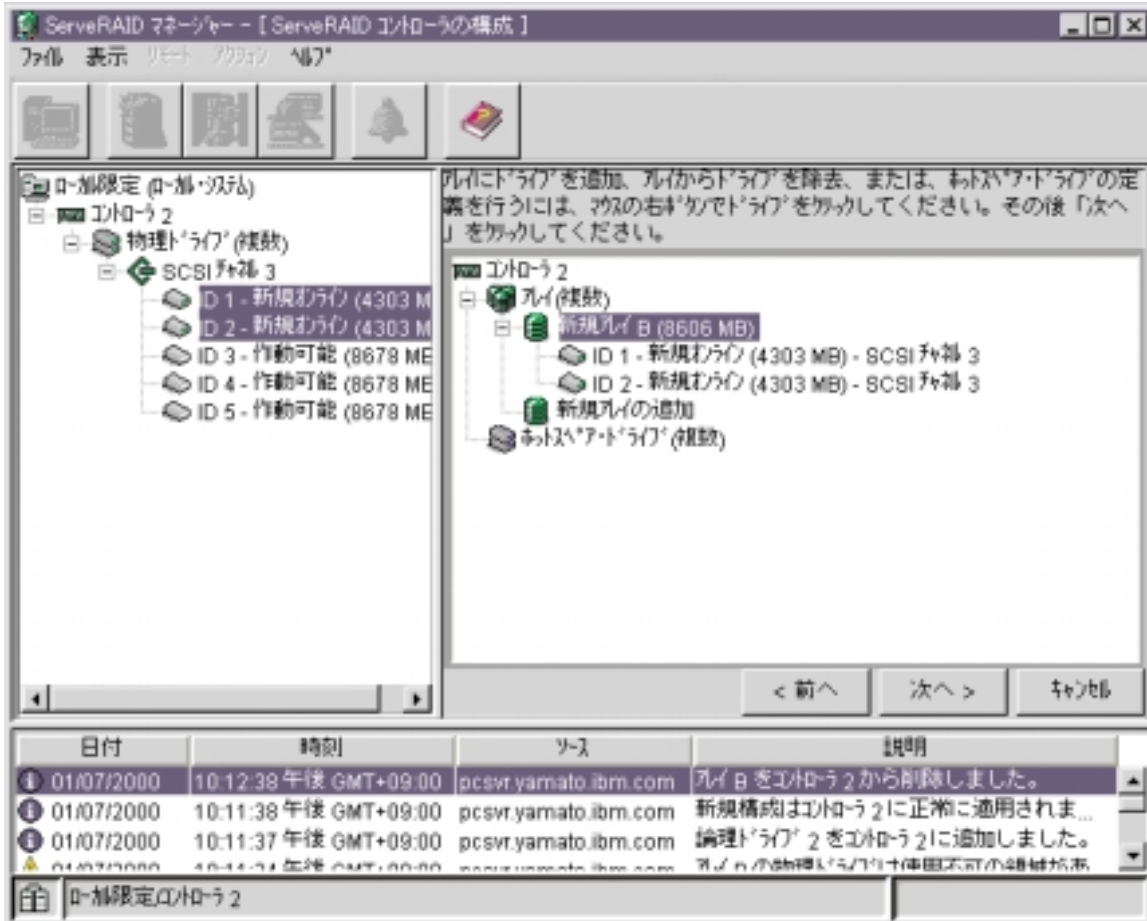 ServeRAID マネージャー - [ ServeRAID コントローラの構成 ]
ファイル 表示 リモート アクション ヘルプ
ローカル限定 (ローカル・システム)
コントローラ 2
物理ドライブ (複数)
SCSI チャネル 3
ID 1 - 新規オンライン (4303 M
ID 2 - 新規オンライン (4303 M
ID 3 - 作動可能 (8678 ME
ID 4 - 作動可能 (8678 ME
ID 5 - 作動可能 (8678 ME
アレイにドライブを追加、アレイからドライブを除去、または、ホットスペア・ドライブの定
義を行うには、マウスの右ボタンでドライブをクリックしてください。その後「次へ
」をクリックしてください。
コントローラ 2
アレイ (複数)
新規アレイ B (8606 MB)
ID 1 - 新規オンライン (4303 MB) - SCSI チャネル 3
ID 2 - 新規オンライン (4303 MB) - SCSI チャネル 3
新規アレイの追加
ホットスペア・ドライブ (複数)
< 前へ 次へ > キャンセル
日付 時刻 ソース 説明
01/07/2000 10:12:38 午後 GMT+09:00 pcsvr.yamato.ibm.com アレイ B をコントローラ 2 から削除しました。
01/07/2000 10:11:38 午後 GMT+09:00 pcsvr.yamato.ibm.com 新規構成はコントローラ 2 に正常に適用されま...
01/07/2000 10:11:37 午後 GMT+09:00 pcsvr.yamato.ibm.com 論理ドライブ 2 をコントローラ 2 に追加しました。
ローカル限定/コントローラ 2